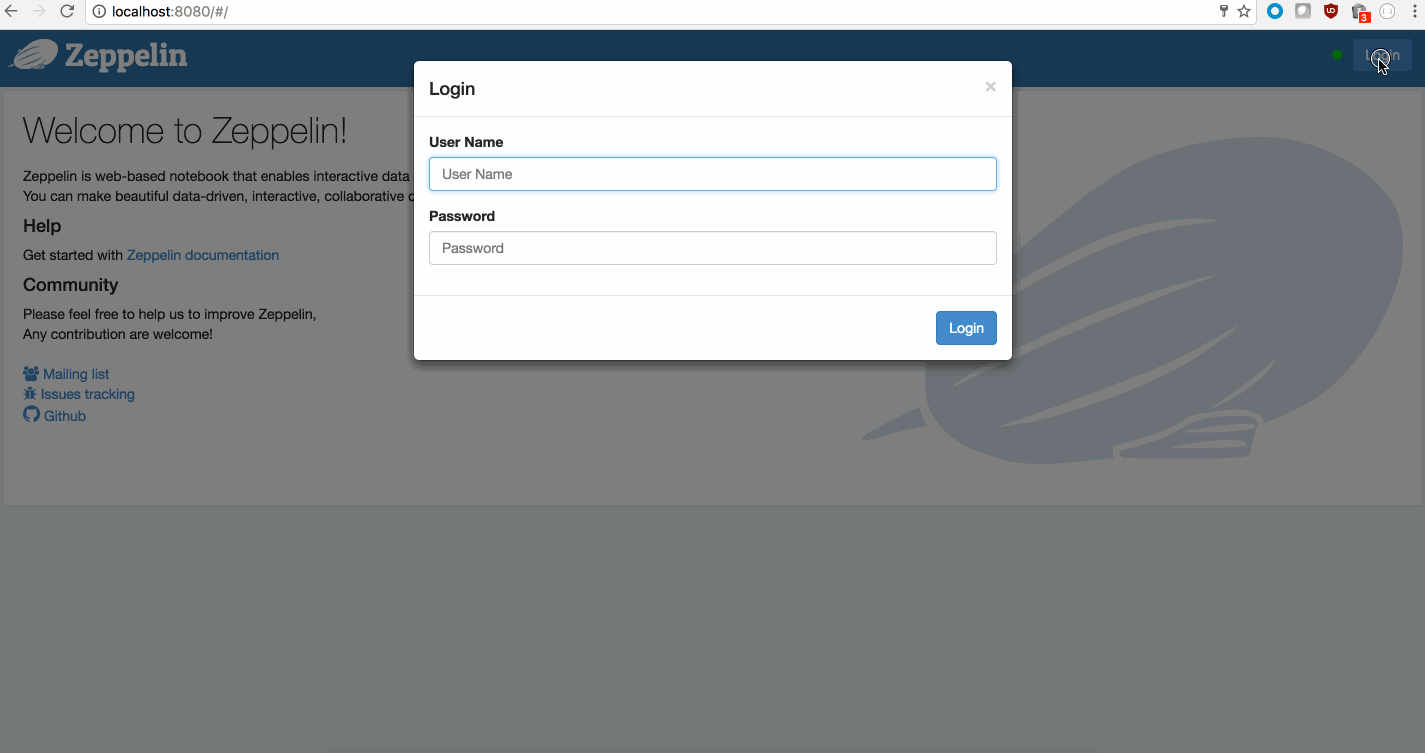 localhost:8080/#/
UD
3
Zeppelin
Login
Login
×
Welcome to Zeppelin!
User Name
User Name
Zeppelin is web-based notebook that enables interactive data
You can make beautiful data-driven, interactive, collaborative
Password
Password
Help
Get started with Zeppelin documentation
Community
Please feel free to help us to improve Zeppelin,
Any contribution are welcome!
Login
Mailing list
Issues tracking
Github